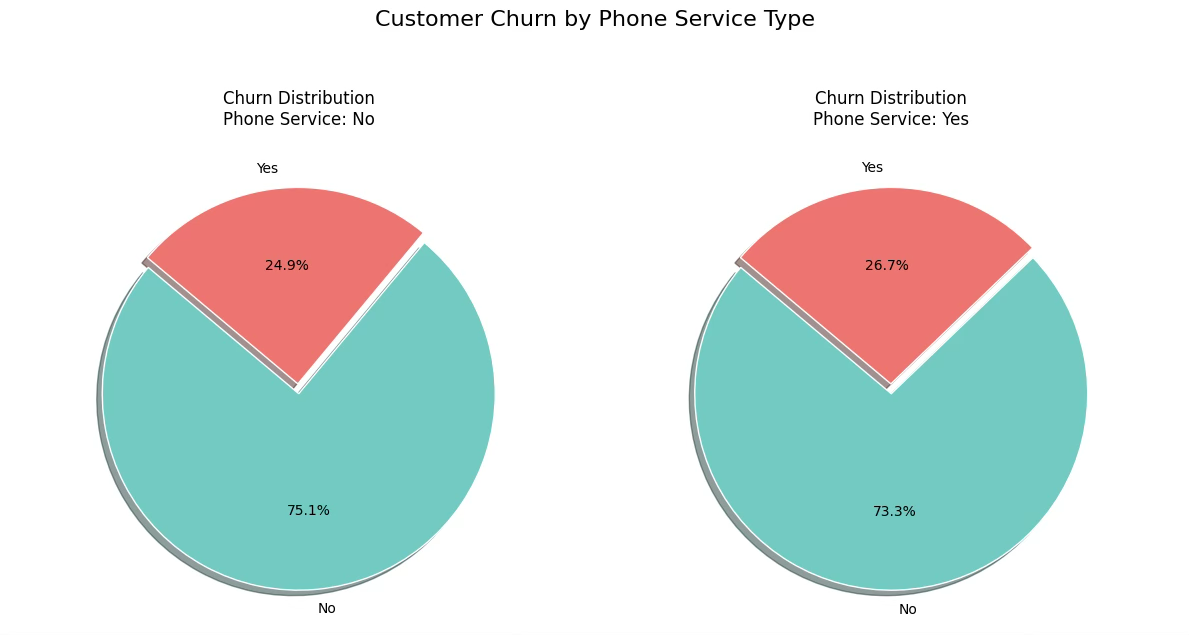 Customer Churn by Phone Service Type
Churn Distribution
Phone Service: No
Yes
24.9%
75.1%
No
Churn Distribution
Phone Service: Yes
Yes
26.7%
73.3%
No